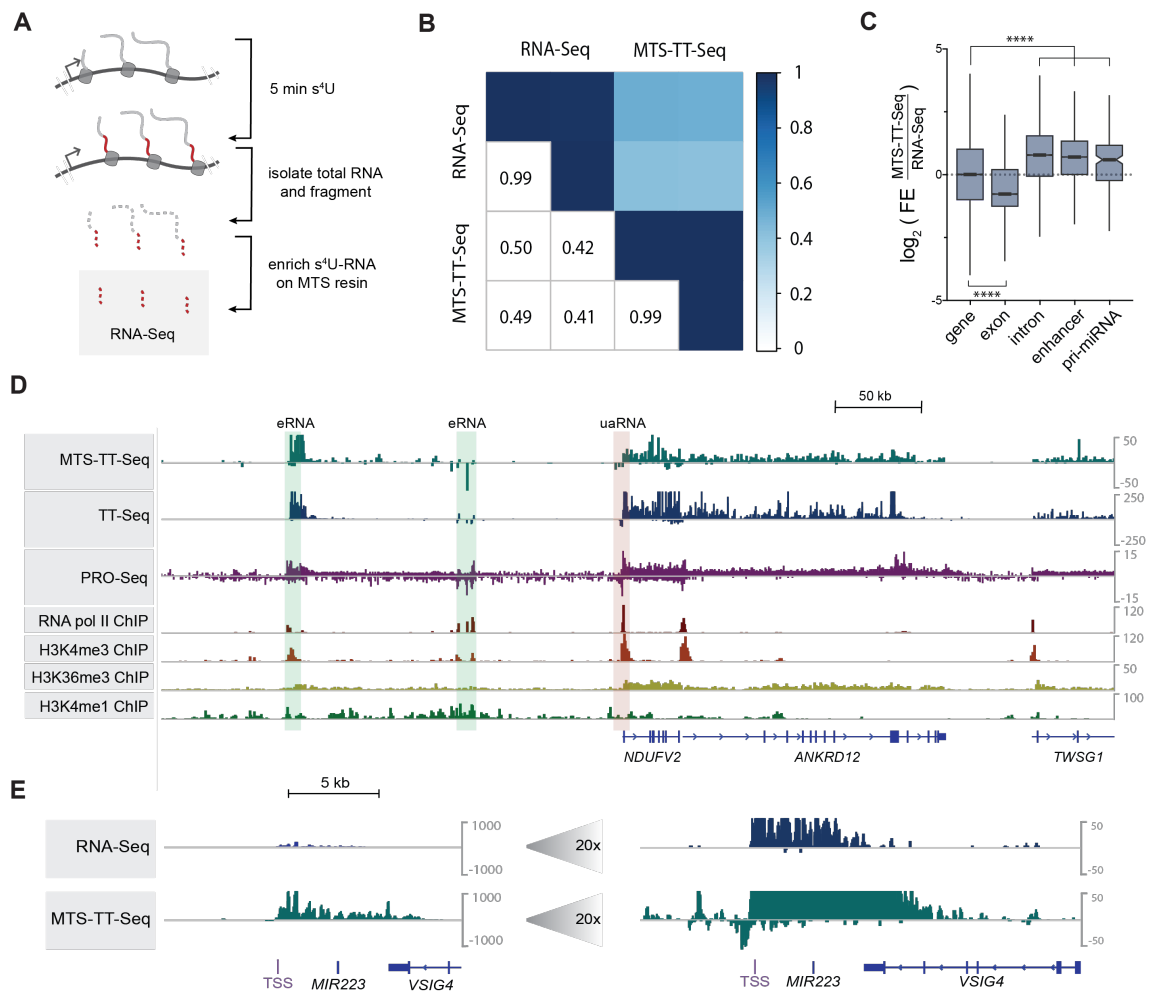 A
5 min s⁴U
isolate total RNA
and fragment
enrich s⁴U-RNA
on MTS resin
RNA-Seq
B
RNA-Seq MTS-TT-Seq
RNA-Seq
MTS-TT-Seq
0.99
0.50 0.42
0.49 0.41 0.99
1
0.8
0.6
0.4
0.2
0
C
****
5
0
-5
log₂ ( FE MTS-TT-Seq / RNA-Seq )
****
gene
exon
intron
enhancer
pri-miRNA
D
50 kb
eRNA eRNA uaRNA
MTS-TT-Seq
50
-50
TT-Seq
250
-250
PRO-Seq
15
-15
RNA pol II ChIP
120
H3K4me3 ChIP
120
H3K36me3 ChIP
50
H3K4me1 ChIP
100
NDUFV2 ANKRD12 TWSG1
E
5 kb
RNA-Seq
1000
-1000
20x
50
-50
MTS-TT-Seq
1000
-1000
20x
50
-50
TSS MIR223 VSIG4
TSS MIR223 VSIG4